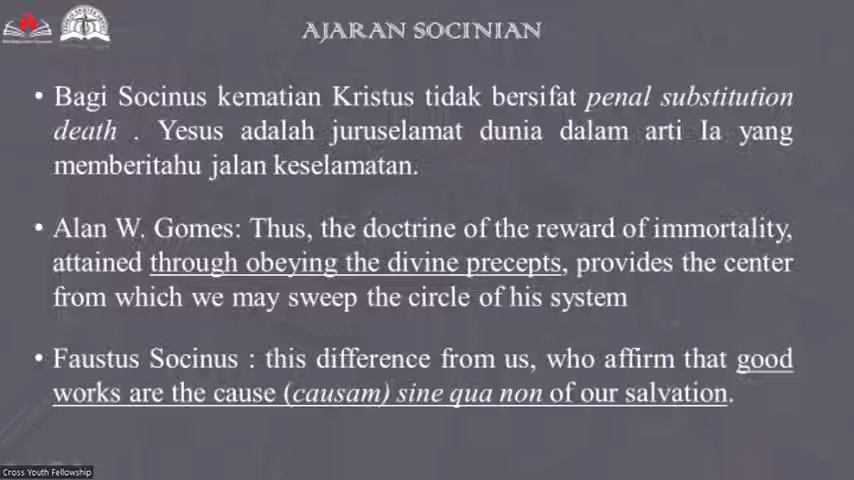 AJARAN SOCINIAN
• Bagi Socinus kematian Kristus tidak bersifat penal substitution
death . Yesus adalah juruselamat dunia dalam arti Ia yang
memberitahu jalan keselamatan.
• Alan W. Gomes: Thus, the doctrine of the reward of immortality,
attained through obeying the divine precepts, provides the center
from which we may sweep the circle of his system
• Faustus Socinus : this difference from us, who affirm that good
works are the cause (causam) sine qua non of our salvation.
Cross Youth Fellowship